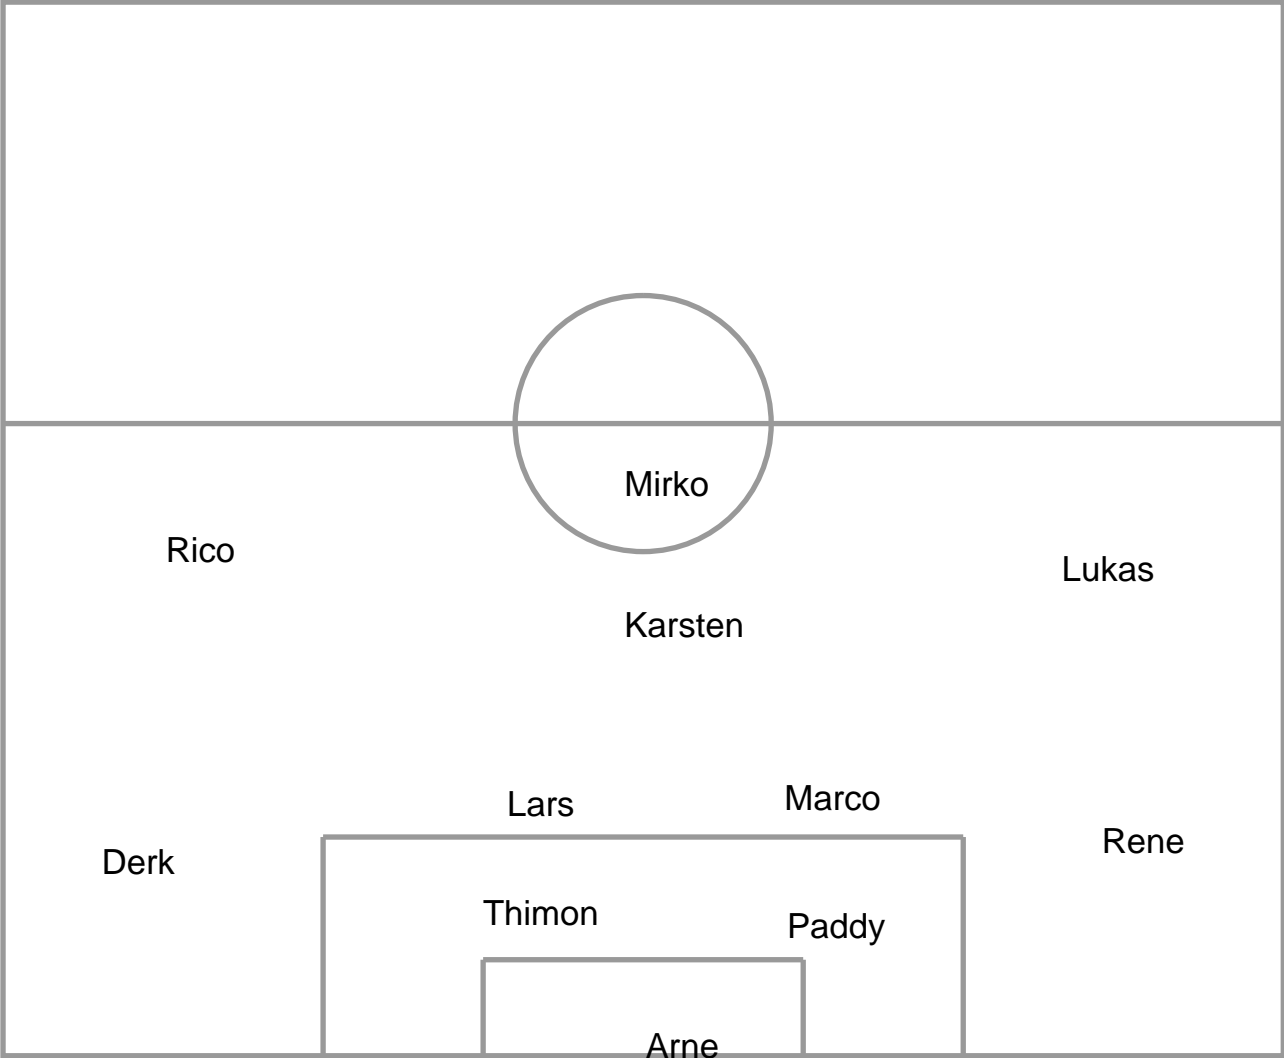 Mirko
Rico
Lukas
Karsten
Lars
Marco
Rene
Derk
Thimon
Paddy
Arne